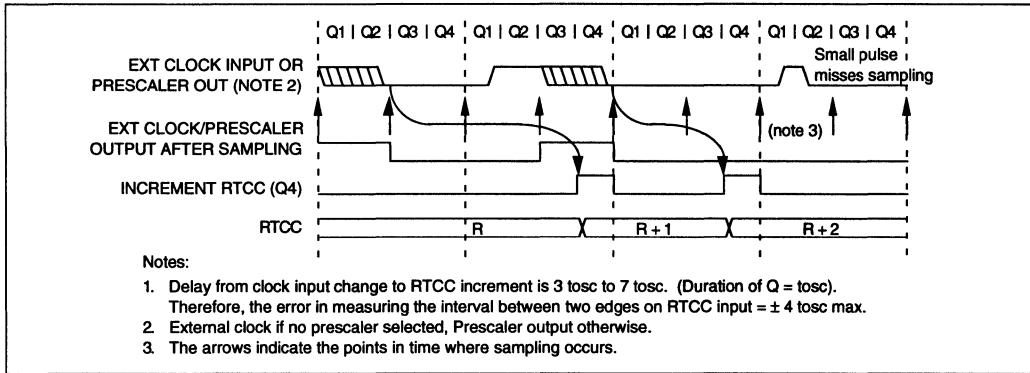 Q1 | Q2 | Q3 | Q4 Q1 | Q2 | Q3 | Q4 Q1 | Q2 | Q3 | Q4 Q1 | Q2 | Q3 | Q4
EXT CLOCK INPUT OR
PRESCALER OUT (NOTE 2)
Small pulse
misses sampling
EXT CLOCK/PRESCALER
OUTPUT AFTER SAMPLING
(note 3)
INCREMENT RTCC (Q4)
RTCC R R + 1 R + 2
Notes:
1. Delay from clock input change to RTCC increment is 3 tosc to 7 tosc. (Duration of Q = tosc).
Therefore, the error in measuring the interval between two edges on RTCC input = ± 4 tosc max.
2. External clock if no prescaler selected, Prescaler output otherwise.
3. The arrows indicate the points in time where sampling occurs.